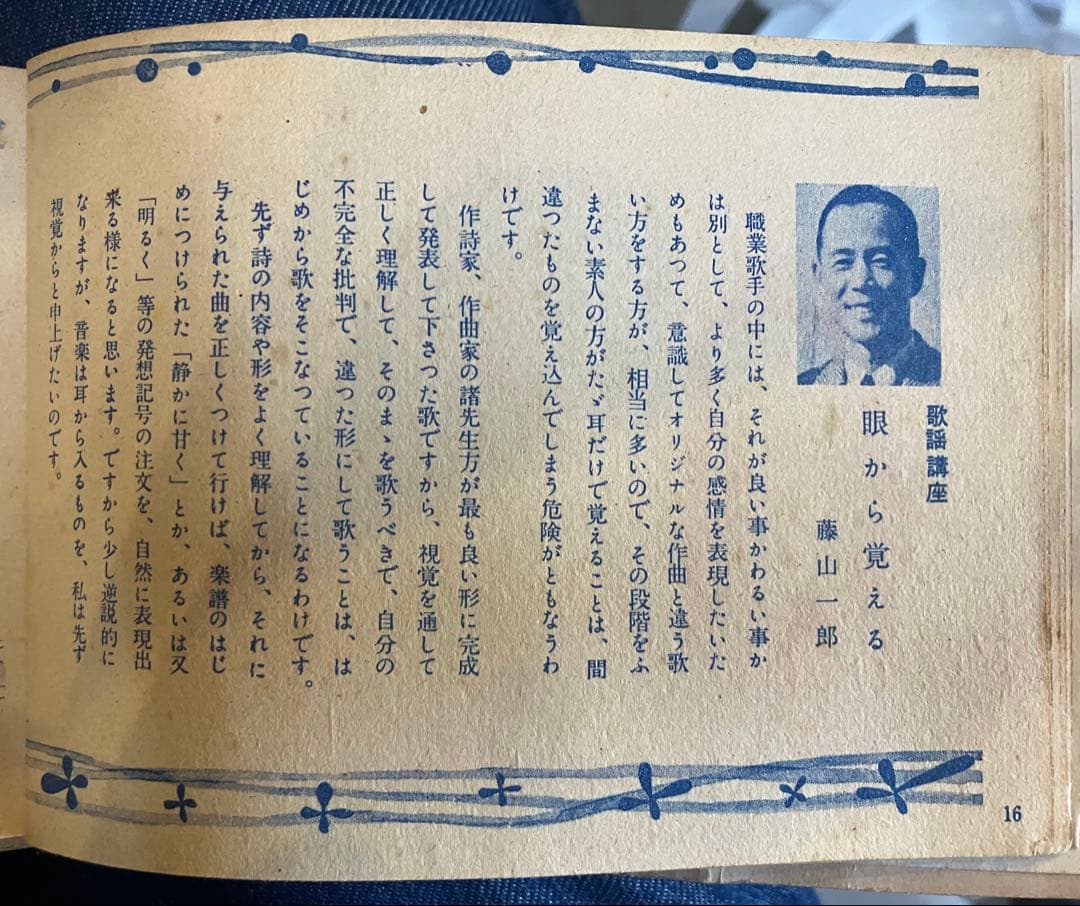 歌謡講座
眼から覚える
藤山一郎
職業歌手の中には、それが良い事かわるい事か
は別として、より多く自分の感情を表現したいた
めもあつて、意識してオリジナルな作曲と違う歌
い方をする方が、相当に多いので、その段階をふ
まない素人の方がたゞ耳だけで覚えることは、間
違つたものを覚え込んでしまう危険がともなうわ
けです。
作詩家、作曲家の諸先生方が最も良い形に完成
して発表して下さつた歌ですから、視覚を通して
正しく理解して、そのまゝを歌うべきで、自分の
不完全な批判で、違つた形にして歌うことは、は
じめから歌をそこなつていることになるわけです。
先ず詩の内容や形をよく理解してから、それに
与えられた曲を正しくつけて行けば、楽譜のはじ
めにつけられた「静かに甘く」とか、あるいは又
「明るく」等の発想記号の注文を、自然に表現出
来る様になると思います。ですから少し逆説的に
なりますが、音楽は耳から入るものを、私は先ず
視覚からと申上げたいのです。
16